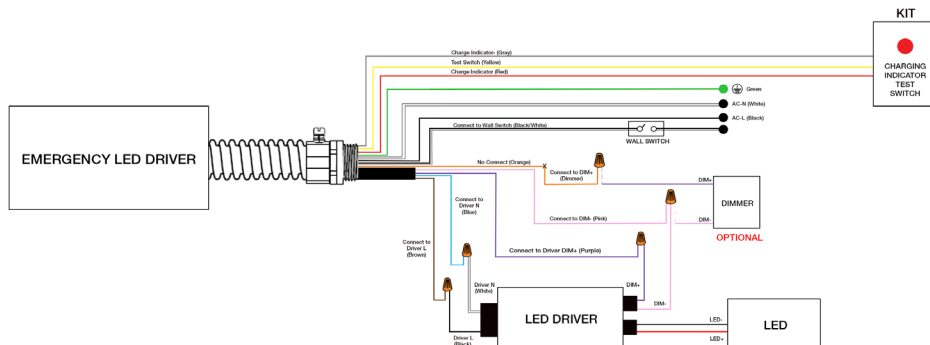 KIT
CHARGING
INDICATOR
TEST
SWITCH
Charge Indicator- (Gray)
Test Switch (Yellow)
Charge Indicator (Red)
Green
AC-N (White)
AC-L (Black)
Connect to Wall Switch (Black/White)
WALL SWITCH
EMERGENCY LED DRIVER
No Connect (Orange)
X
Connect to DIM+
(Dimmer)
DIM+
DIMMER
DIM-
OPTIONAL
Connect to
Driver N
(Blue)
Connect to DIM- (Pink)
Connect to
Driver L
(Brown)
Connect to Driver DIM+ (Purple)
Driver N
(White)
DIM+
DIM-
LED DRIVER
LED-
LED+
LED
Driver L
(Black)